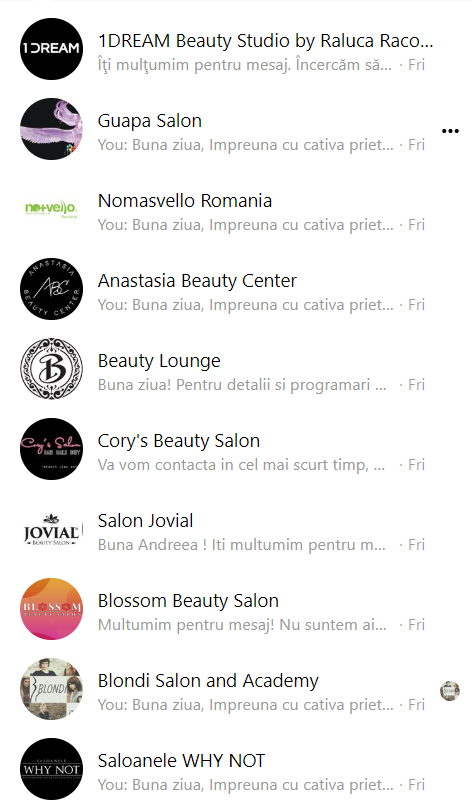 1DREAM
1DREAM Beauty Studio by Raluca Raco...
Îţi mulţumim pentru mesaj. Încercăm să... · Fri
Guapa Salon
You: Buna ziua, Impreuna cu cativa priet... · Fri
Nomasvello Romania
You: Buna ziua, Impreuna cu cativa priet... · Fri
ANASTASIA
ABC
BEAUTY CENTER
Anastasia Beauty Center
You: Buna ziua, Impreuna cu cativa priet... · Fri
B
Beauty Lounge
Buna ziua! Pentru detalii si programari ... · Fri
Cory's Salon
HAIR NAILS BODY
Cory's Beauty Salon
Va vom contacta in cel mai scurt timp, ... · Fri
JOVIAL
BEAUTY SALON
Salon Jovial
Buna Andreea ! Iti multumim pentru m... · Fri
BLOSSOM
BEAUTY SALON
Blossom Beauty Salon
Multumim pentru mesaj! Nu suntem ai... · Fri
BLONDI
Blondi Salon and Academy
You: Buna ziua, Impreuna cu cativa priet... · Fri
SALOANELE
WHY NOT
Saloanele WHY NOT
You: Buna ziua, Impreuna cu cativa priet... · Fri